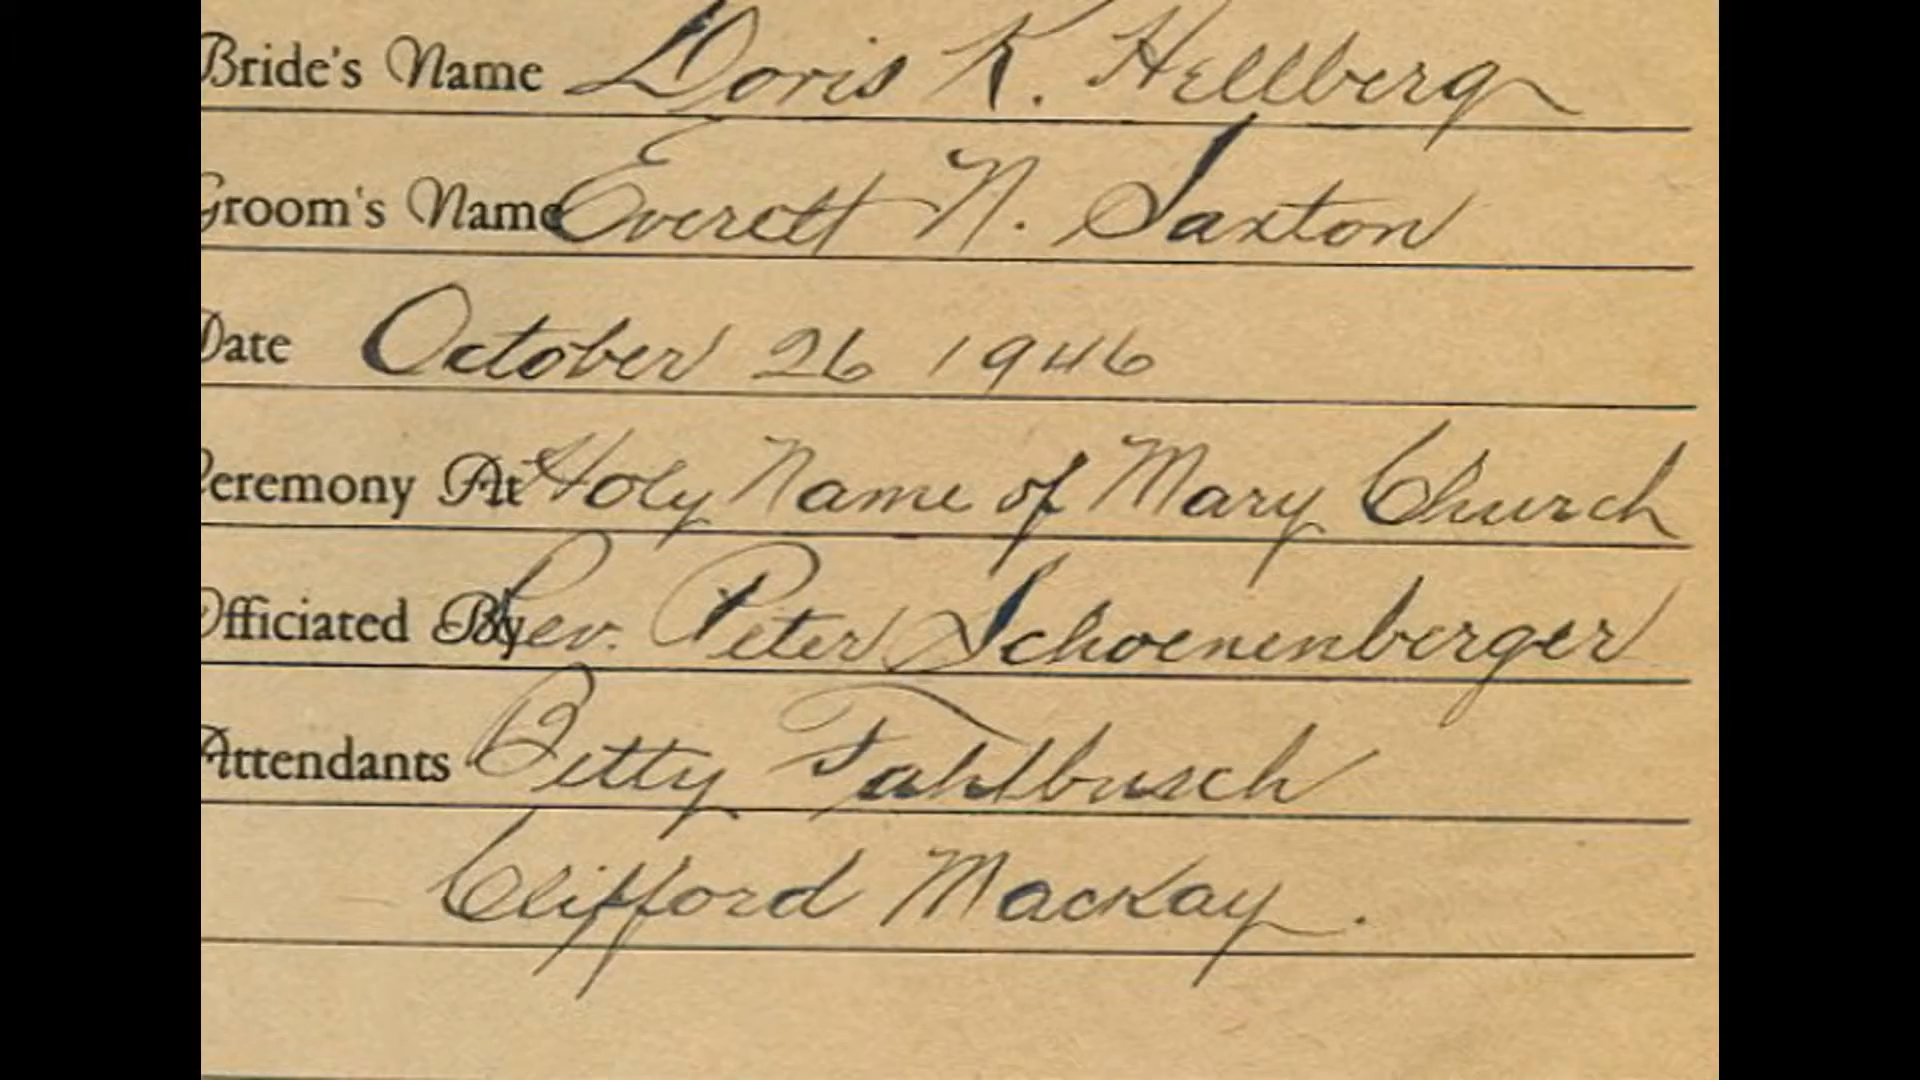 Bride's Name Doris K. Hellberg
Groom's Name Everett N. Saxton
Date October 26 1946
Ceremony At Holy Name of Mary Church
Officiated By Rev. Peter Schoenenberger
Attendants Betty Fahlbusch
Clifford Mackay.